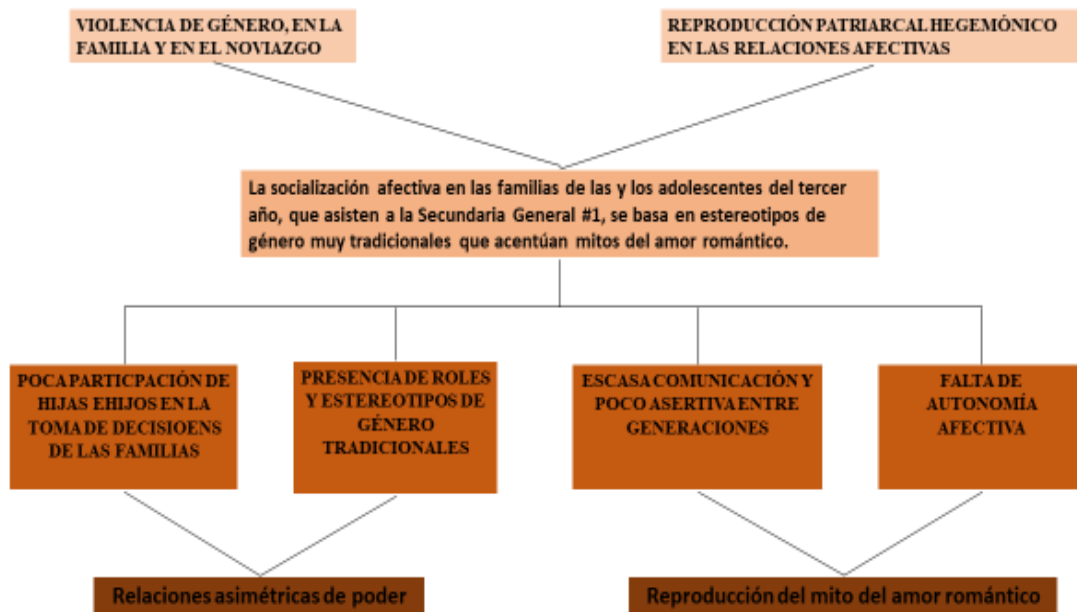 VIOLENCIA DE GÉNERO, EN LA
FAMILIA Y EN EL NOVIAZGO
REPRODUCCIÓN PATRIARCAL HEGEMÓNICO
EN LAS RELACIONES AFECTIVAS
La socialización afectiva en las familias de las y los adolescentes del tercer
año, que asisten a la Secundaria General #1, se basa en estereotipos de
género muy tradicionales que acentúan mitos del amor romántico.
POCA PARTICPACIÓN DE
HIJAS EHIJOS EN LA
TOMA DE DECISIOENS
DE LAS FAMILIAS
PRESENCIA DE ROLES
Y ESTEREOTIPOS DE
GÉNERO
TRADICIONALES
ESCASA COMUNICACIÓN Y
POCO ASERTIVA ENTRE
GENERACIONES
FALTA DE
AUTONOMÍA
AFECTIVA
Relaciones asimétricas de poder
Reproducción del mito del amor romántico